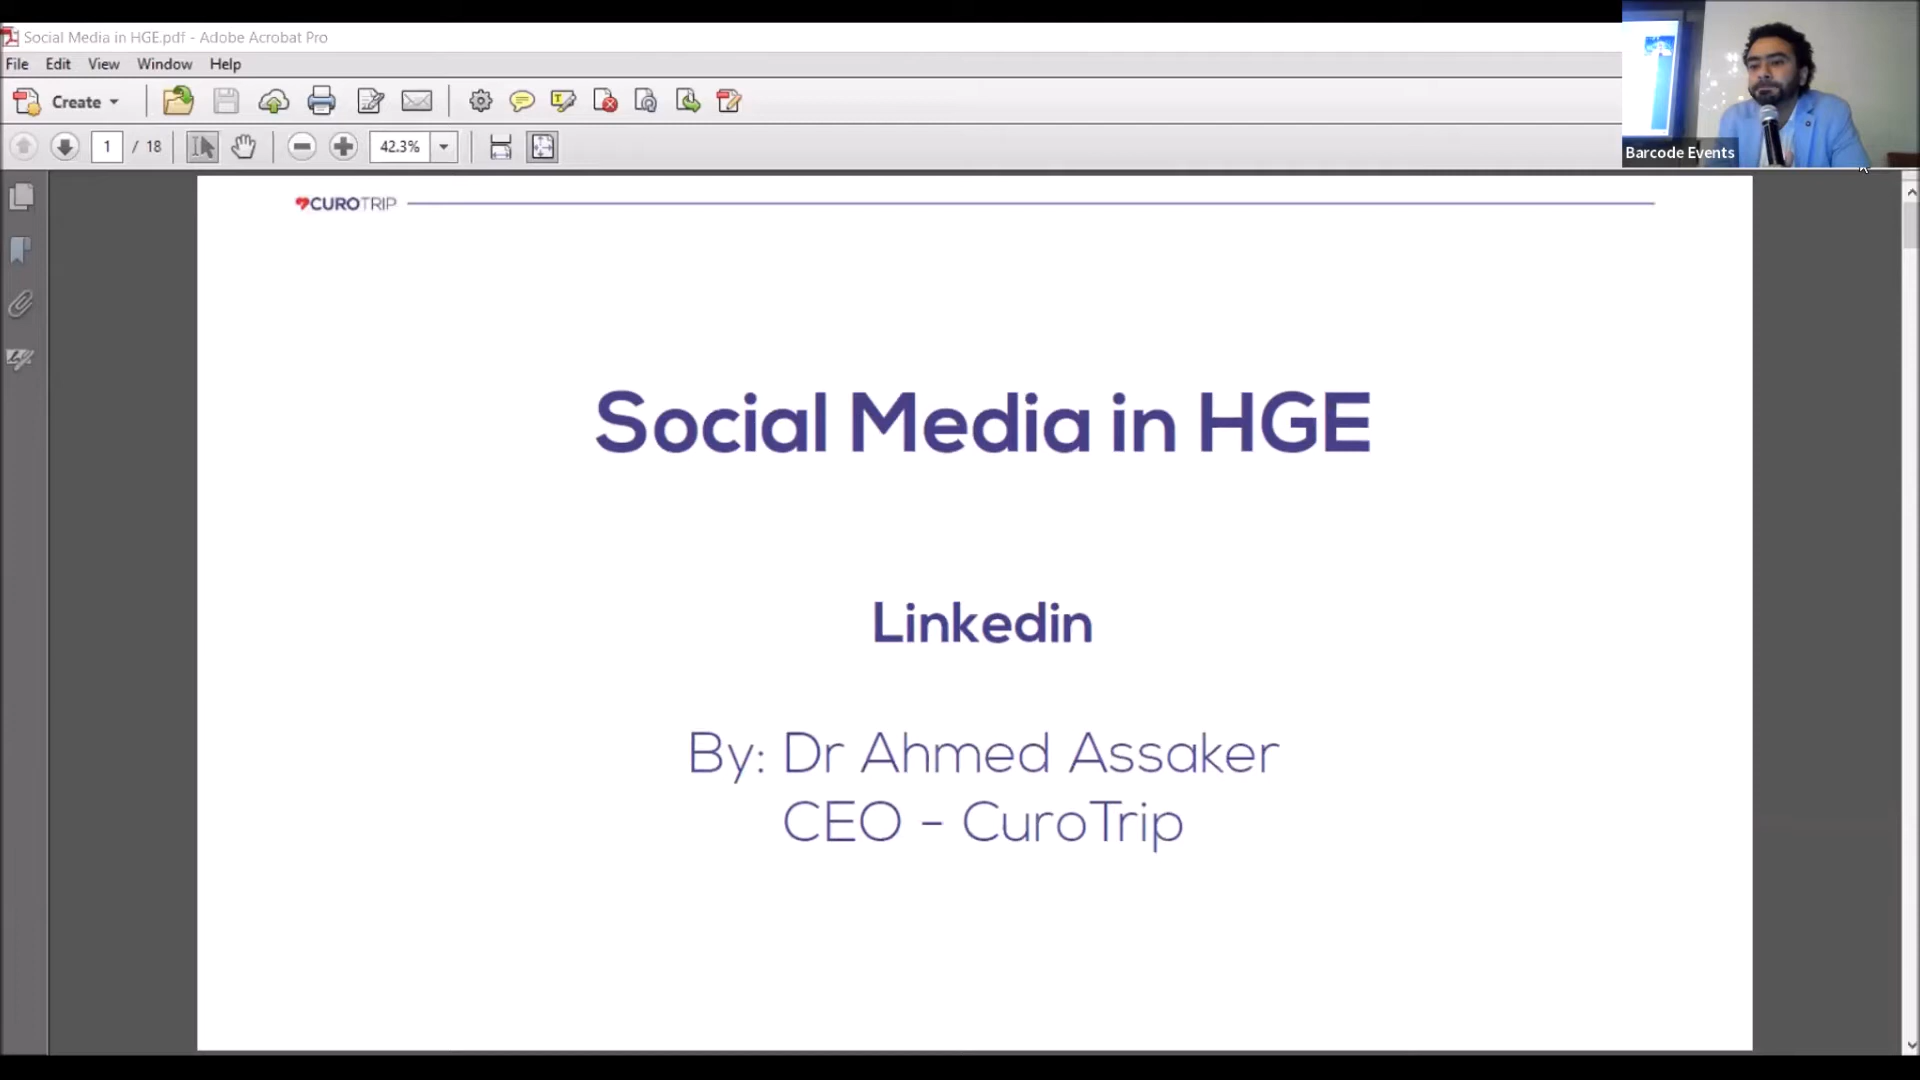 Social Media in HGE.pdf - Adobe Acrobat Pro
File Edit View Window Help
Create
1 / 18 42.3%
Barcode Events
CUROTRIP
Social Media in HGE
Linkedin
By: Dr Ahmed Assaker
CEO - CuroTrip